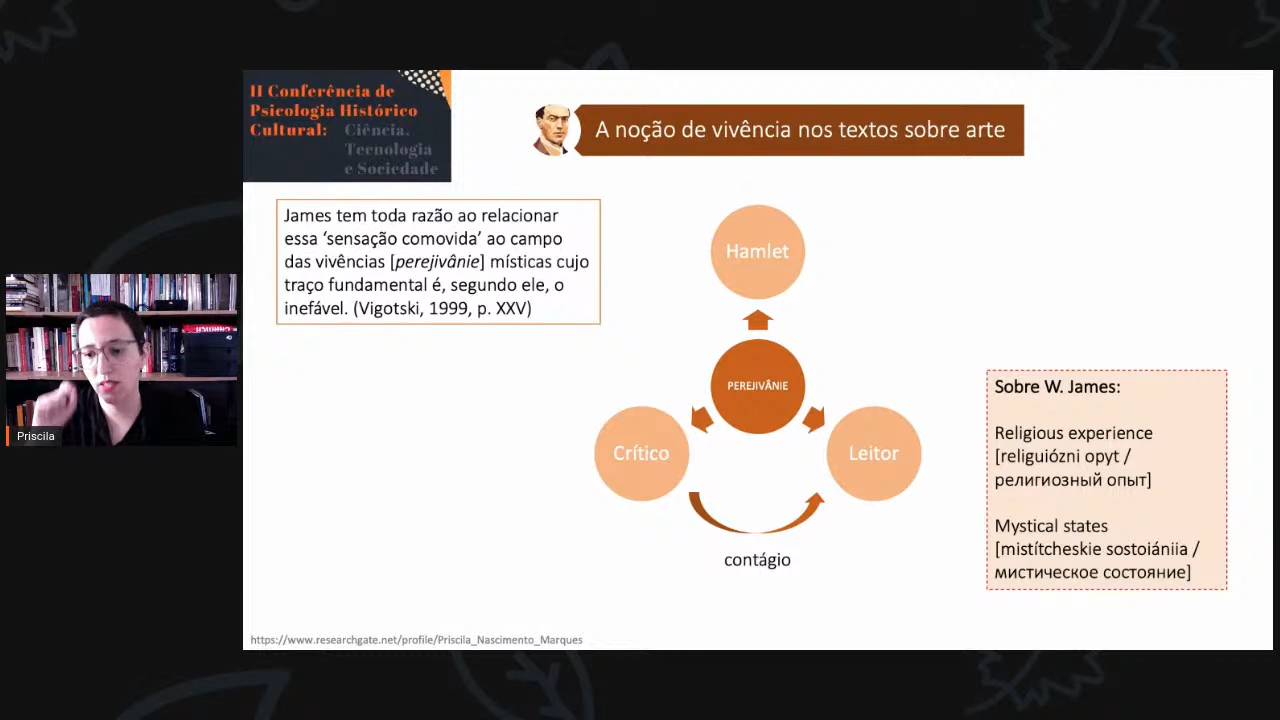 II Conferência de
Psicologia Histórico
Cultural: Ciência,
Tecnologia
e Sociedade
A noção de vivência nos textos sobre arte
James tem toda razão ao relacionar
essa ‘sensação comovida’ ao campo
das vivências [perejivânie] místicas cujo
traço fundamental é, segundo ele, o
inefável. (Vigotski, 1999, p. XXV)
Hamlet
PEREJIVÂNIE
Crítico
Leitor
contágio
Sobre W. James:
Religious experience
[religuiózni opyt /
религиозный опыт]
Mystical states
[mistítcheskie sostoiániia /
мистическое состояние]
Priscila
https://www.researchgate.net/profile/Priscila_Nascimento_Marques